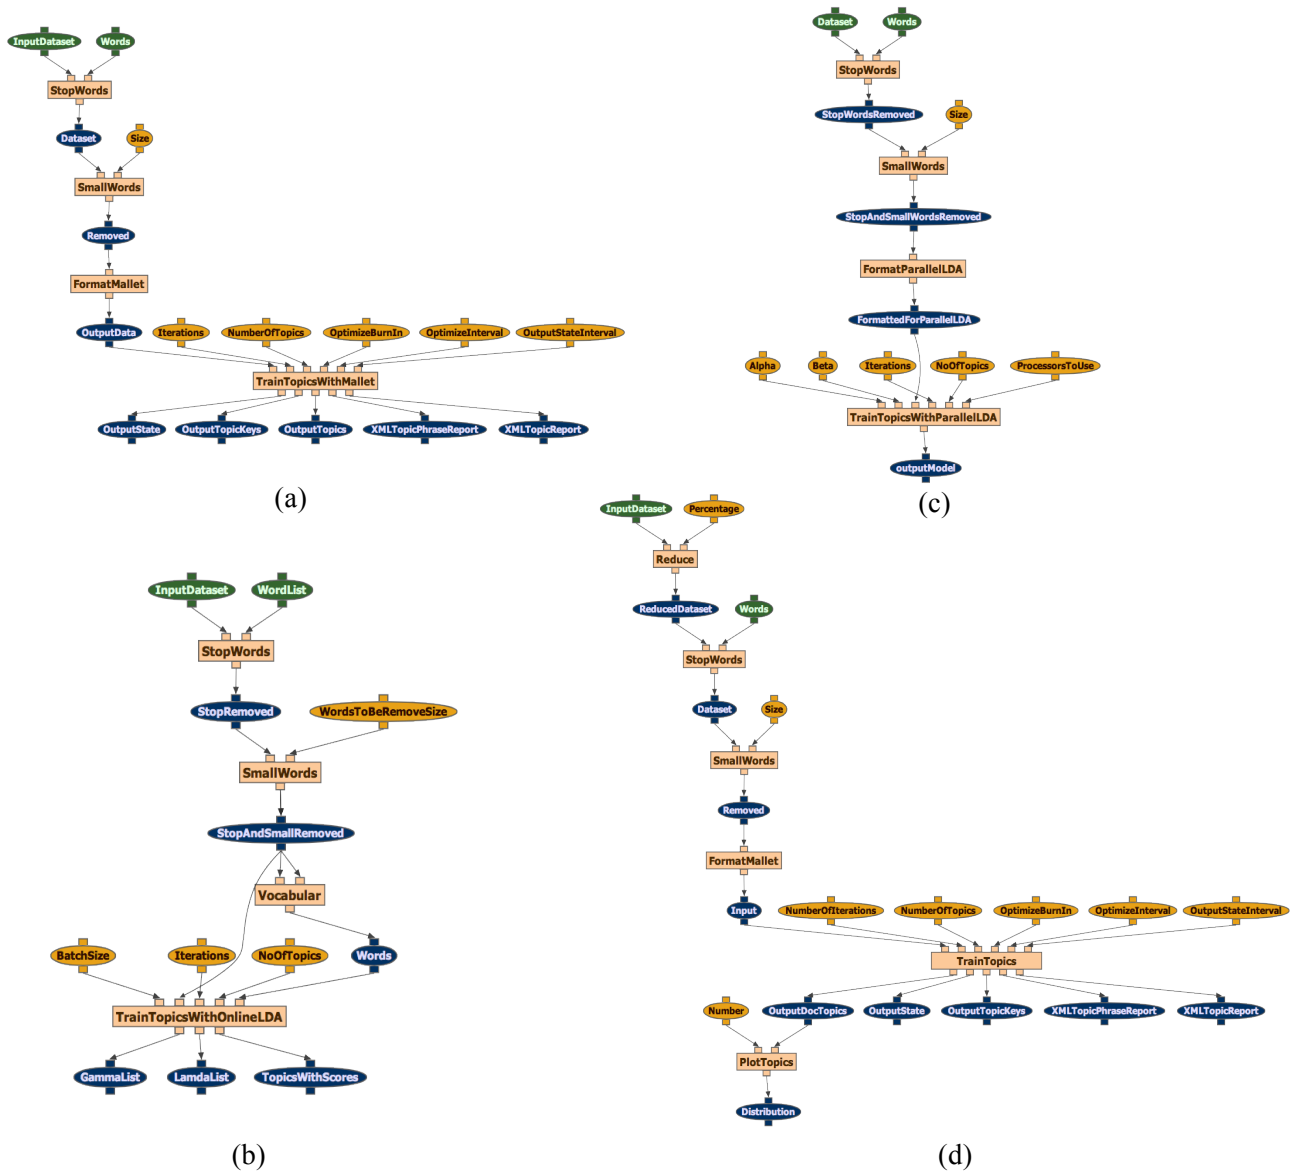 InputDataset Words
StopWords
Dataset Size
SmallWords
Removed
FormatMallet
OutputData Iterations NumberOfTopics OptimizeBurnIn OptimizeInterval OutputStateInterval
TrainTopicsWithMallet
OutputState OutputTopicKeys OutputTopics XMLTopicPhraseReport XMLTopicReport
(a)
Dataset Words
StopWords
StopWordsRemoved Size
SmallWords
StopAndSmallWordsRemoved
FormatParallelLDA
FormattedForParallelLDA
Alpha Beta Iterations NoOfTopics ProcessorsToUse
TrainTopicsWithParallelLDA
outputModel
(c)
InputDataset WordList
StopWords
StopRemoved WordsToBeRemoveSize
SmallWords
StopAndSmallRemoved
Vocabular
BatchSize Iterations NoOfTopics Words
TrainTopicsWithOnlineLDA
GammaList LamdaList TopicsWithScores
(b)
InputDataset Percentage
Reduce
ReducedDataset Words
StopWords
Dataset Size
SmallWords
Removed
FormatMallet
Input NumberOfIterations NumberOfTopics OptimizeBurnIn OptimizeInterval OutputStateInterval
TrainTopics
Number OutputDocTopics OutputState OutputTopicKeys XMLTopicPhraseReport XMLTopicReport
PlotTopics
Distribution
(d)